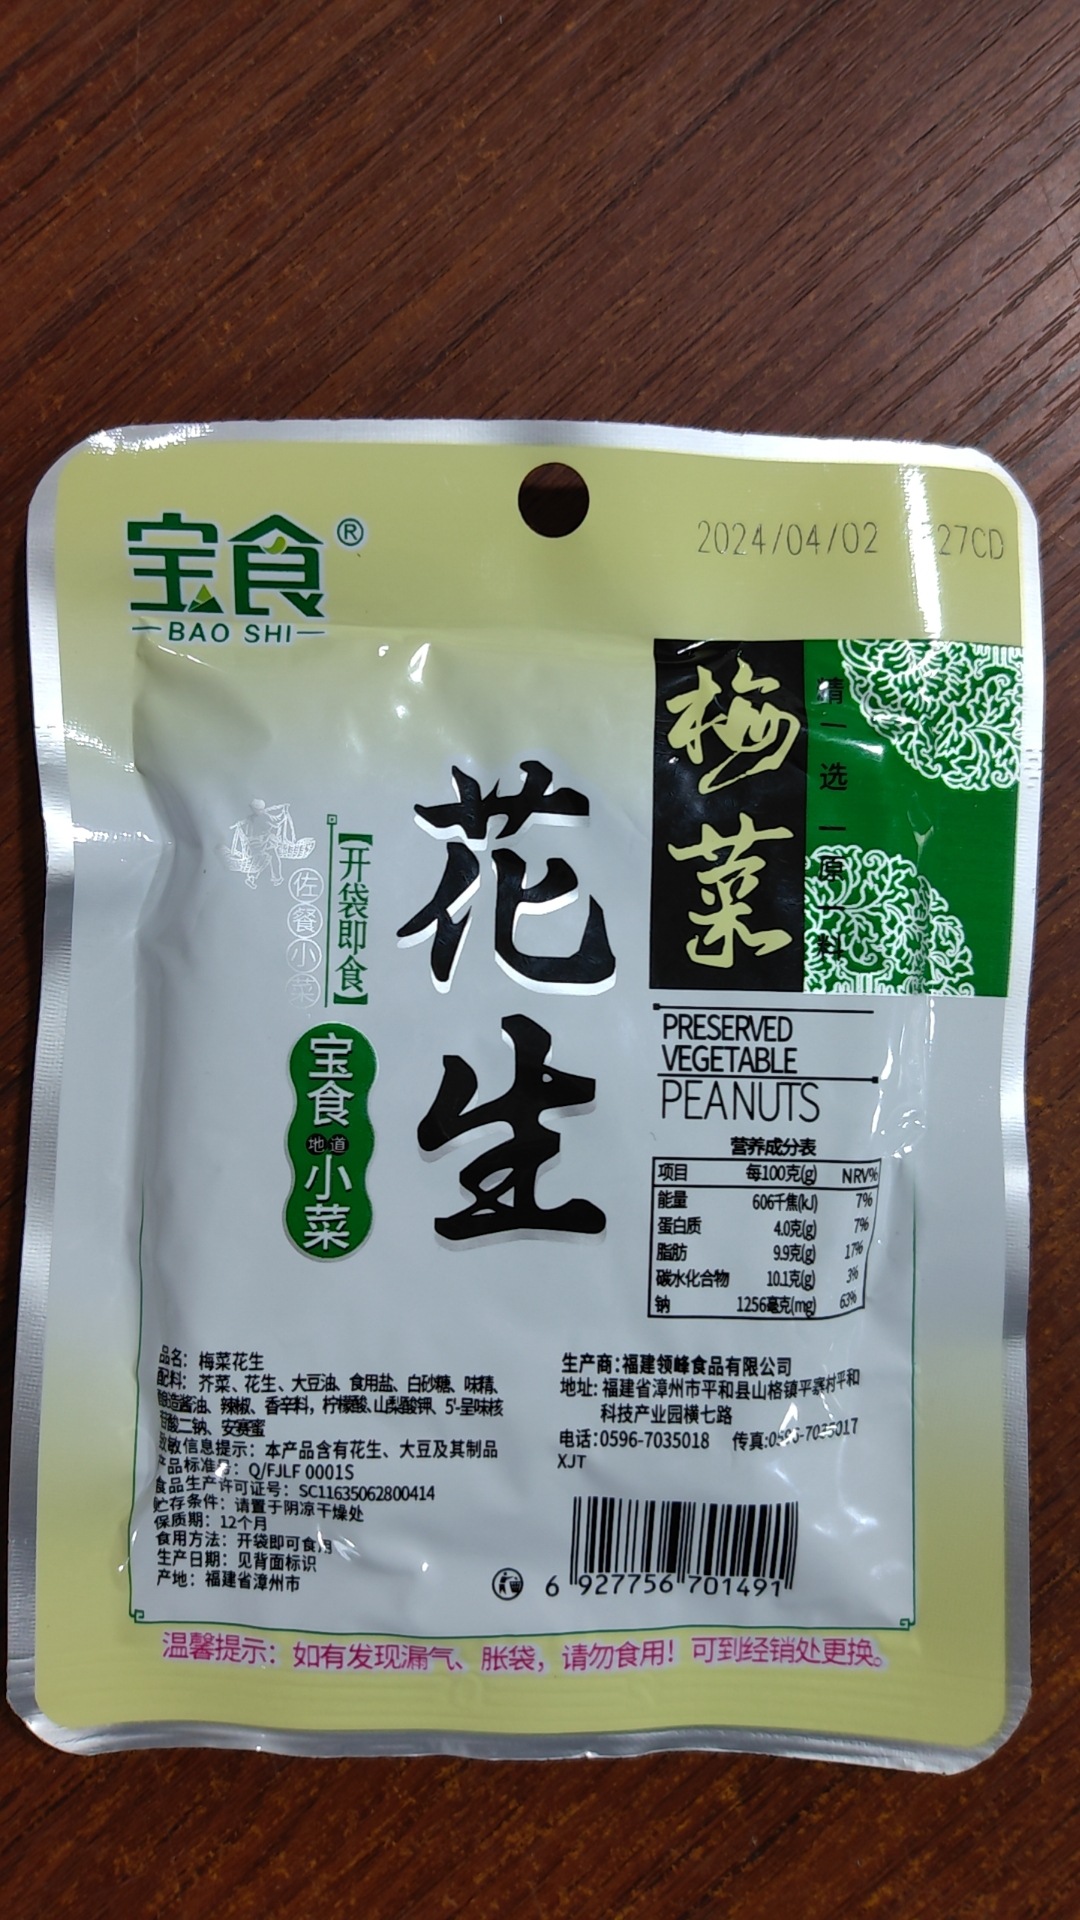 宝食®
BAO SHI
2024/04/02 27CD
梅菜
精一选一原一料
花生
【开袋即食】
佐餐小菜
宝食
地道
小菜
PRESERVED
VEGETABLE
PEANUTS
营养成分表
项目 每100克(g) NRV%
能量 606千焦(kJ) 7%
蛋白质 4.0克(g) 7%
脂肪 9.9克(g) 17%
碳水化合物 10.1克(g) 3%
钠 1256毫克(mg) 63%
品名：梅菜花生
配料：芥菜、花生、大豆油、食用盐、白砂糖、味精、
酿造酱油、辣椒、香辛料，柠檬酸、山梨酸钾、5'-呈味核
苷酸二钠、安赛蜜
致敏信息提示：本产品含有花生、大豆及其制品
产品标准号：Q/FJLF 0001S
食品生产许可证号：SC11635062800414
贮存条件：请置于阴凉干燥处
保质期：12个月
食用方法：开袋即可食用
生产日期：见背面标识
产地：福建省漳州市
生产商：福建领峰食品有限公司
地址：福建省漳州市平和县山格镇平寨村平和
科技产业园横七路
电话:0596-7035018 传真:0596-7035017
XJT
6 927756 701491
温馨提示：如有发现漏气、胀袋，请勿食用！可到经销处更换。